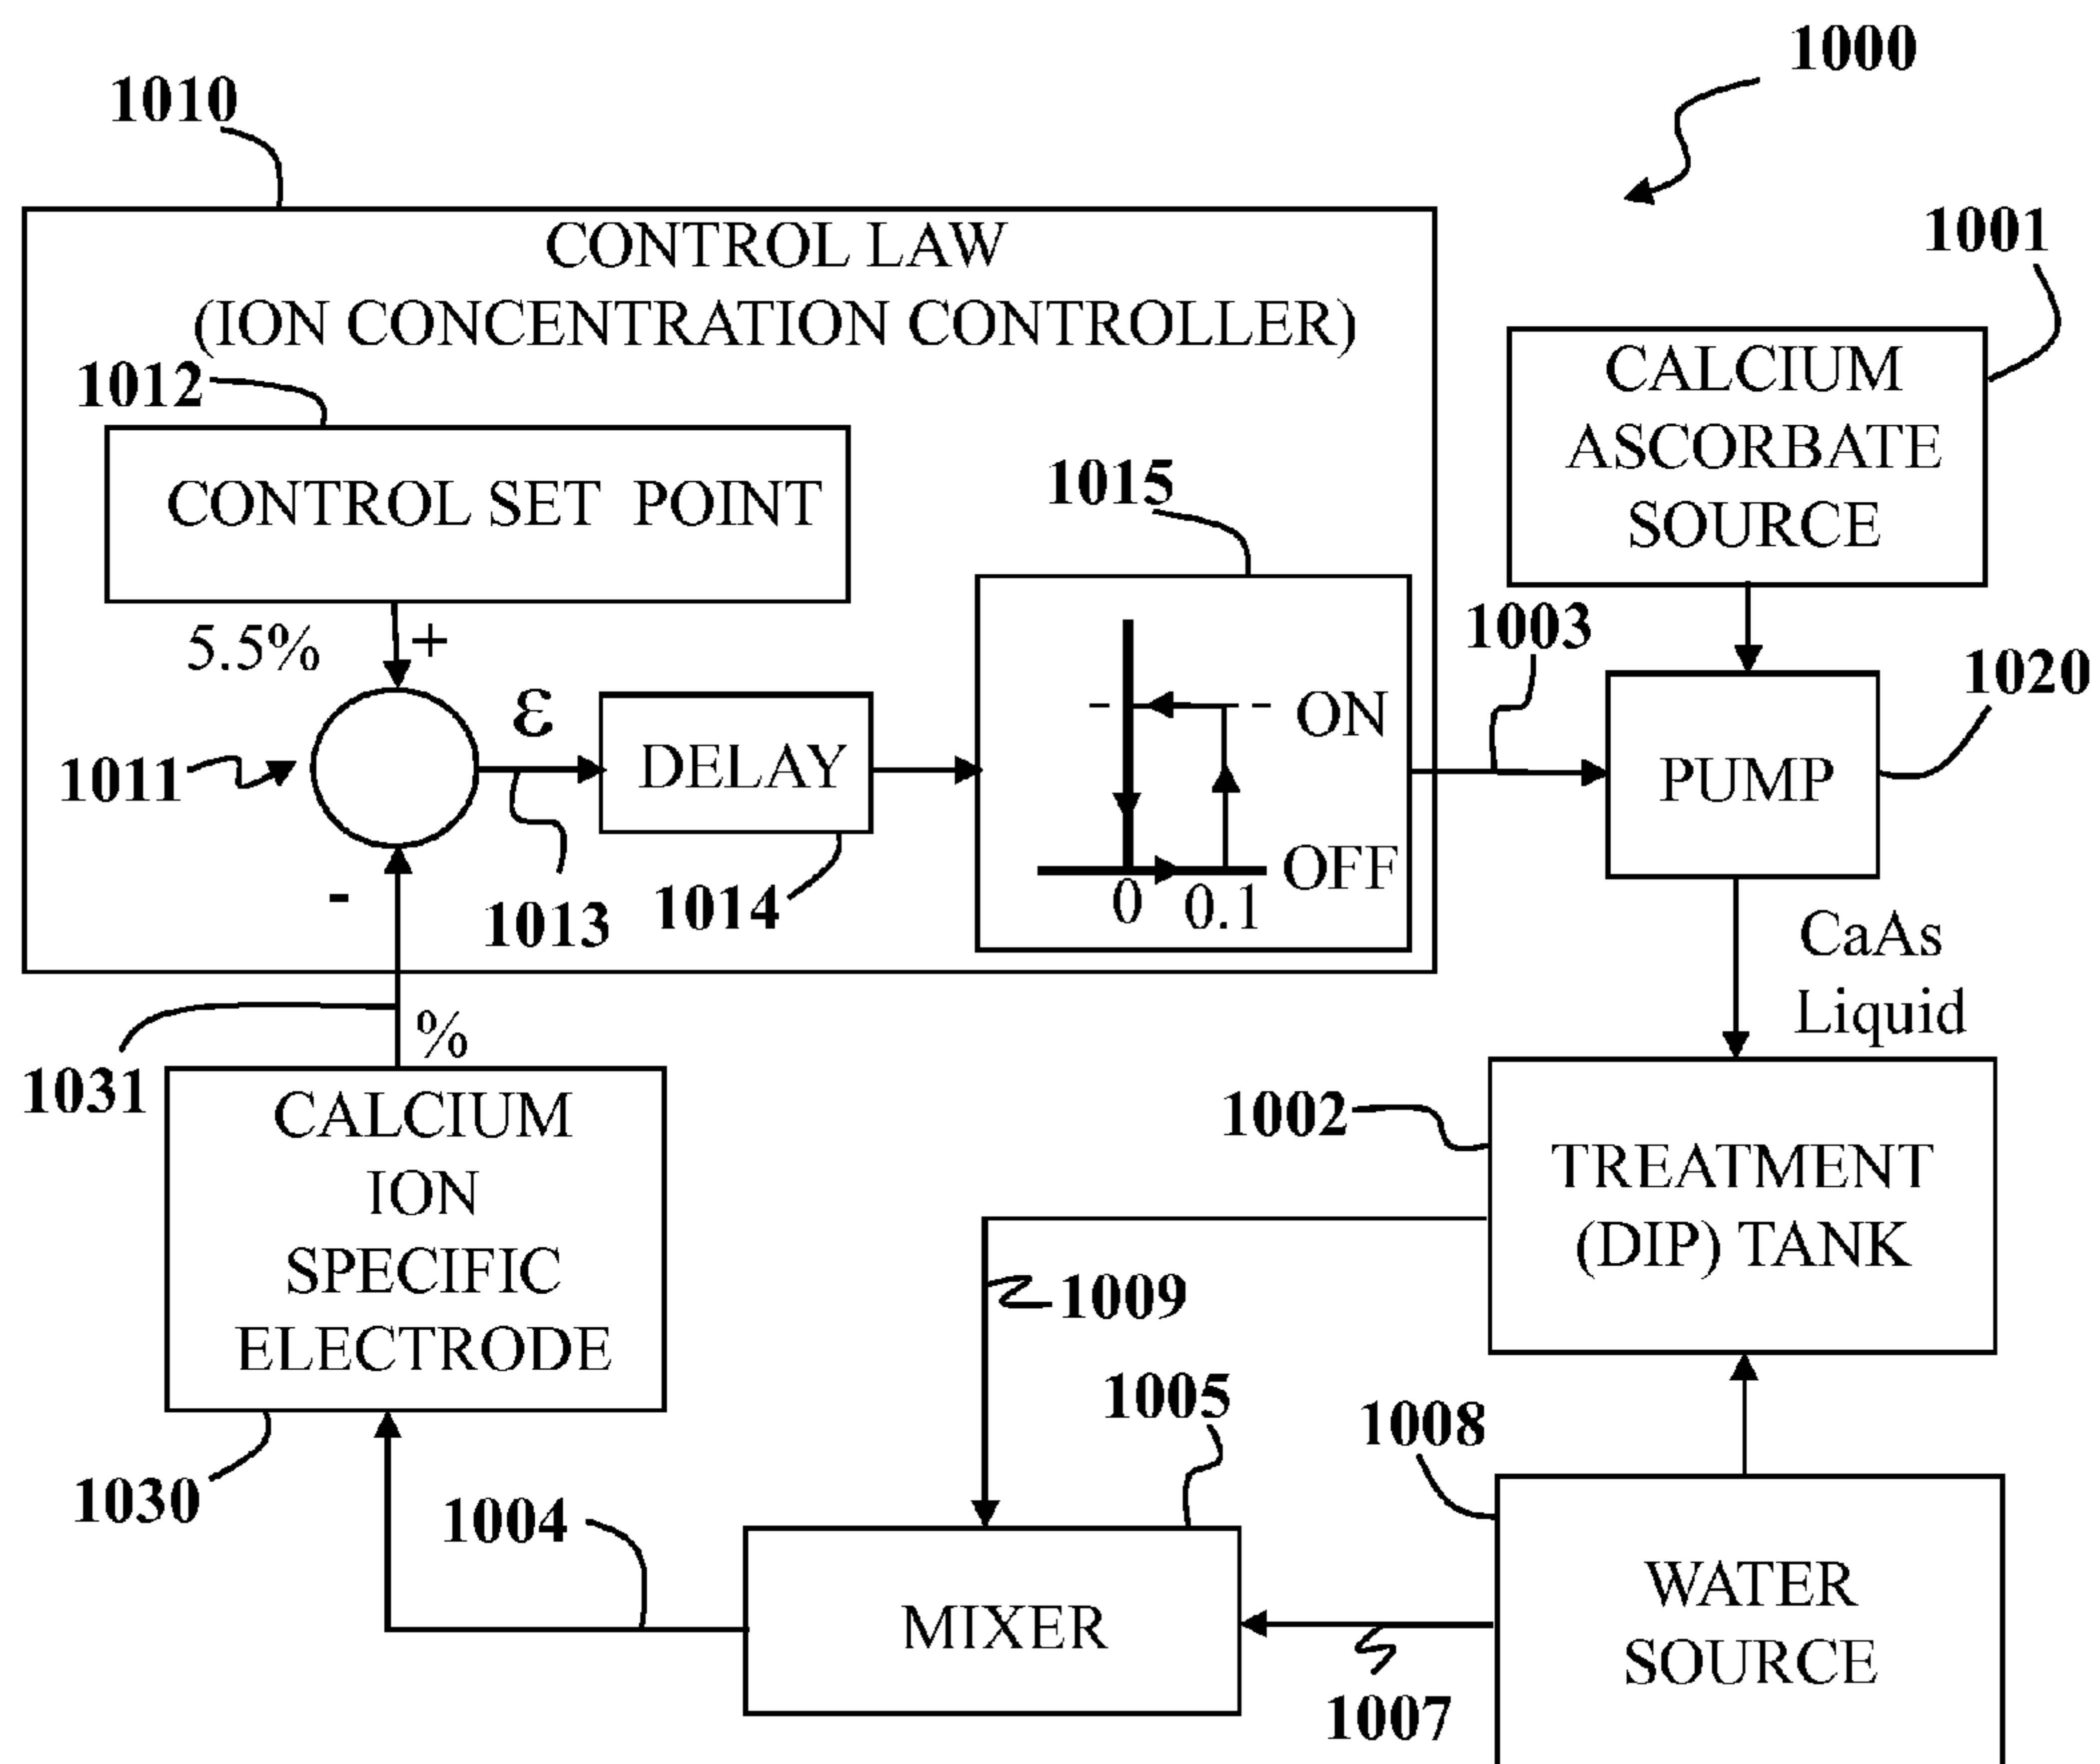 1000
1010
1001
CONTROL LAW
(ION CONCENTRATION CONTROLLER)
1012
CONTROL SET POINT
CALCIUM
ASCORBATE
SOURCE
1015
1003
5.5%
+
1020
ε
ON
1011
DELAY
PUMP
OFF
-
1013
1014
0
0.1
CaAs
Liquid
%
1031
CALCIUM
ION
SPECIFIC
ELECTRODE
1002
TREATMENT
(DIP) TANK
1009
1005
1008
1030
1004
MIXER
WATER
SOURCE
1007